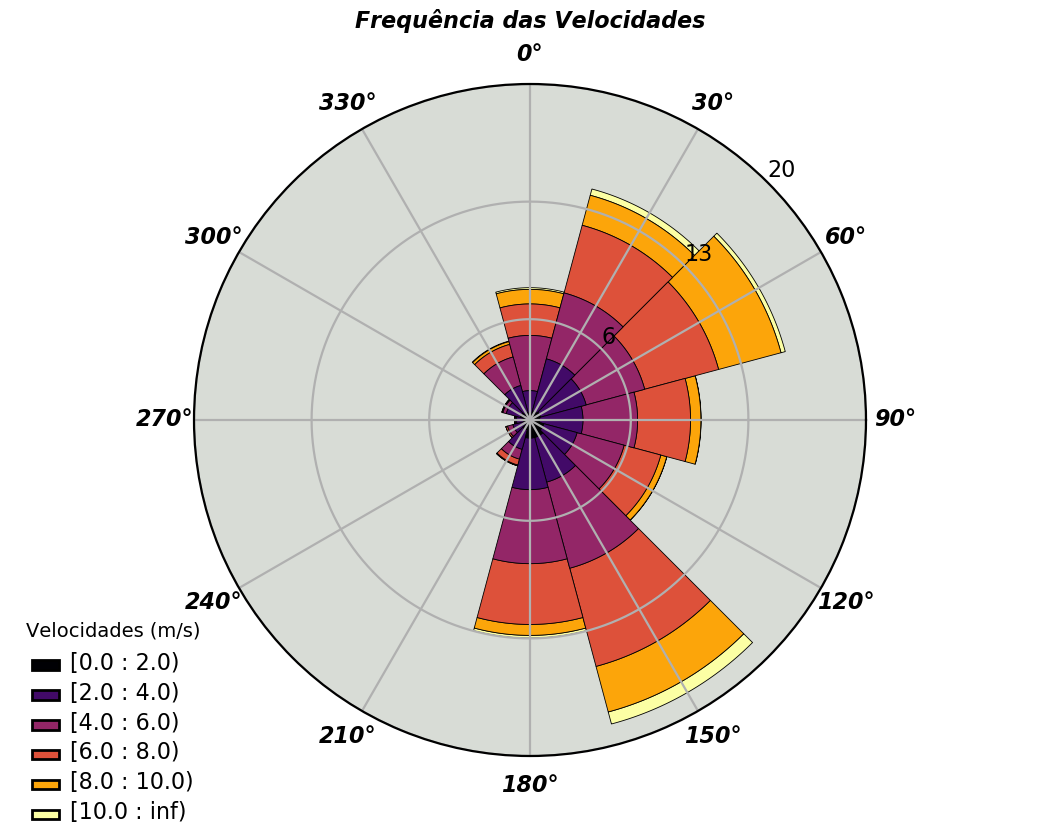 Frequência das Velocidades
0°
330°
30°
20
300°
60°
13
6
270°
90°
240°
120°
210°
150°
180°
Velocidades (m/s)
[0.0 : 2.0)
[2.0 : 4.0)
[4.0 : 6.0)
[6.0 : 8.0)
[8.0 : 10.0)
[10.0 : inf)